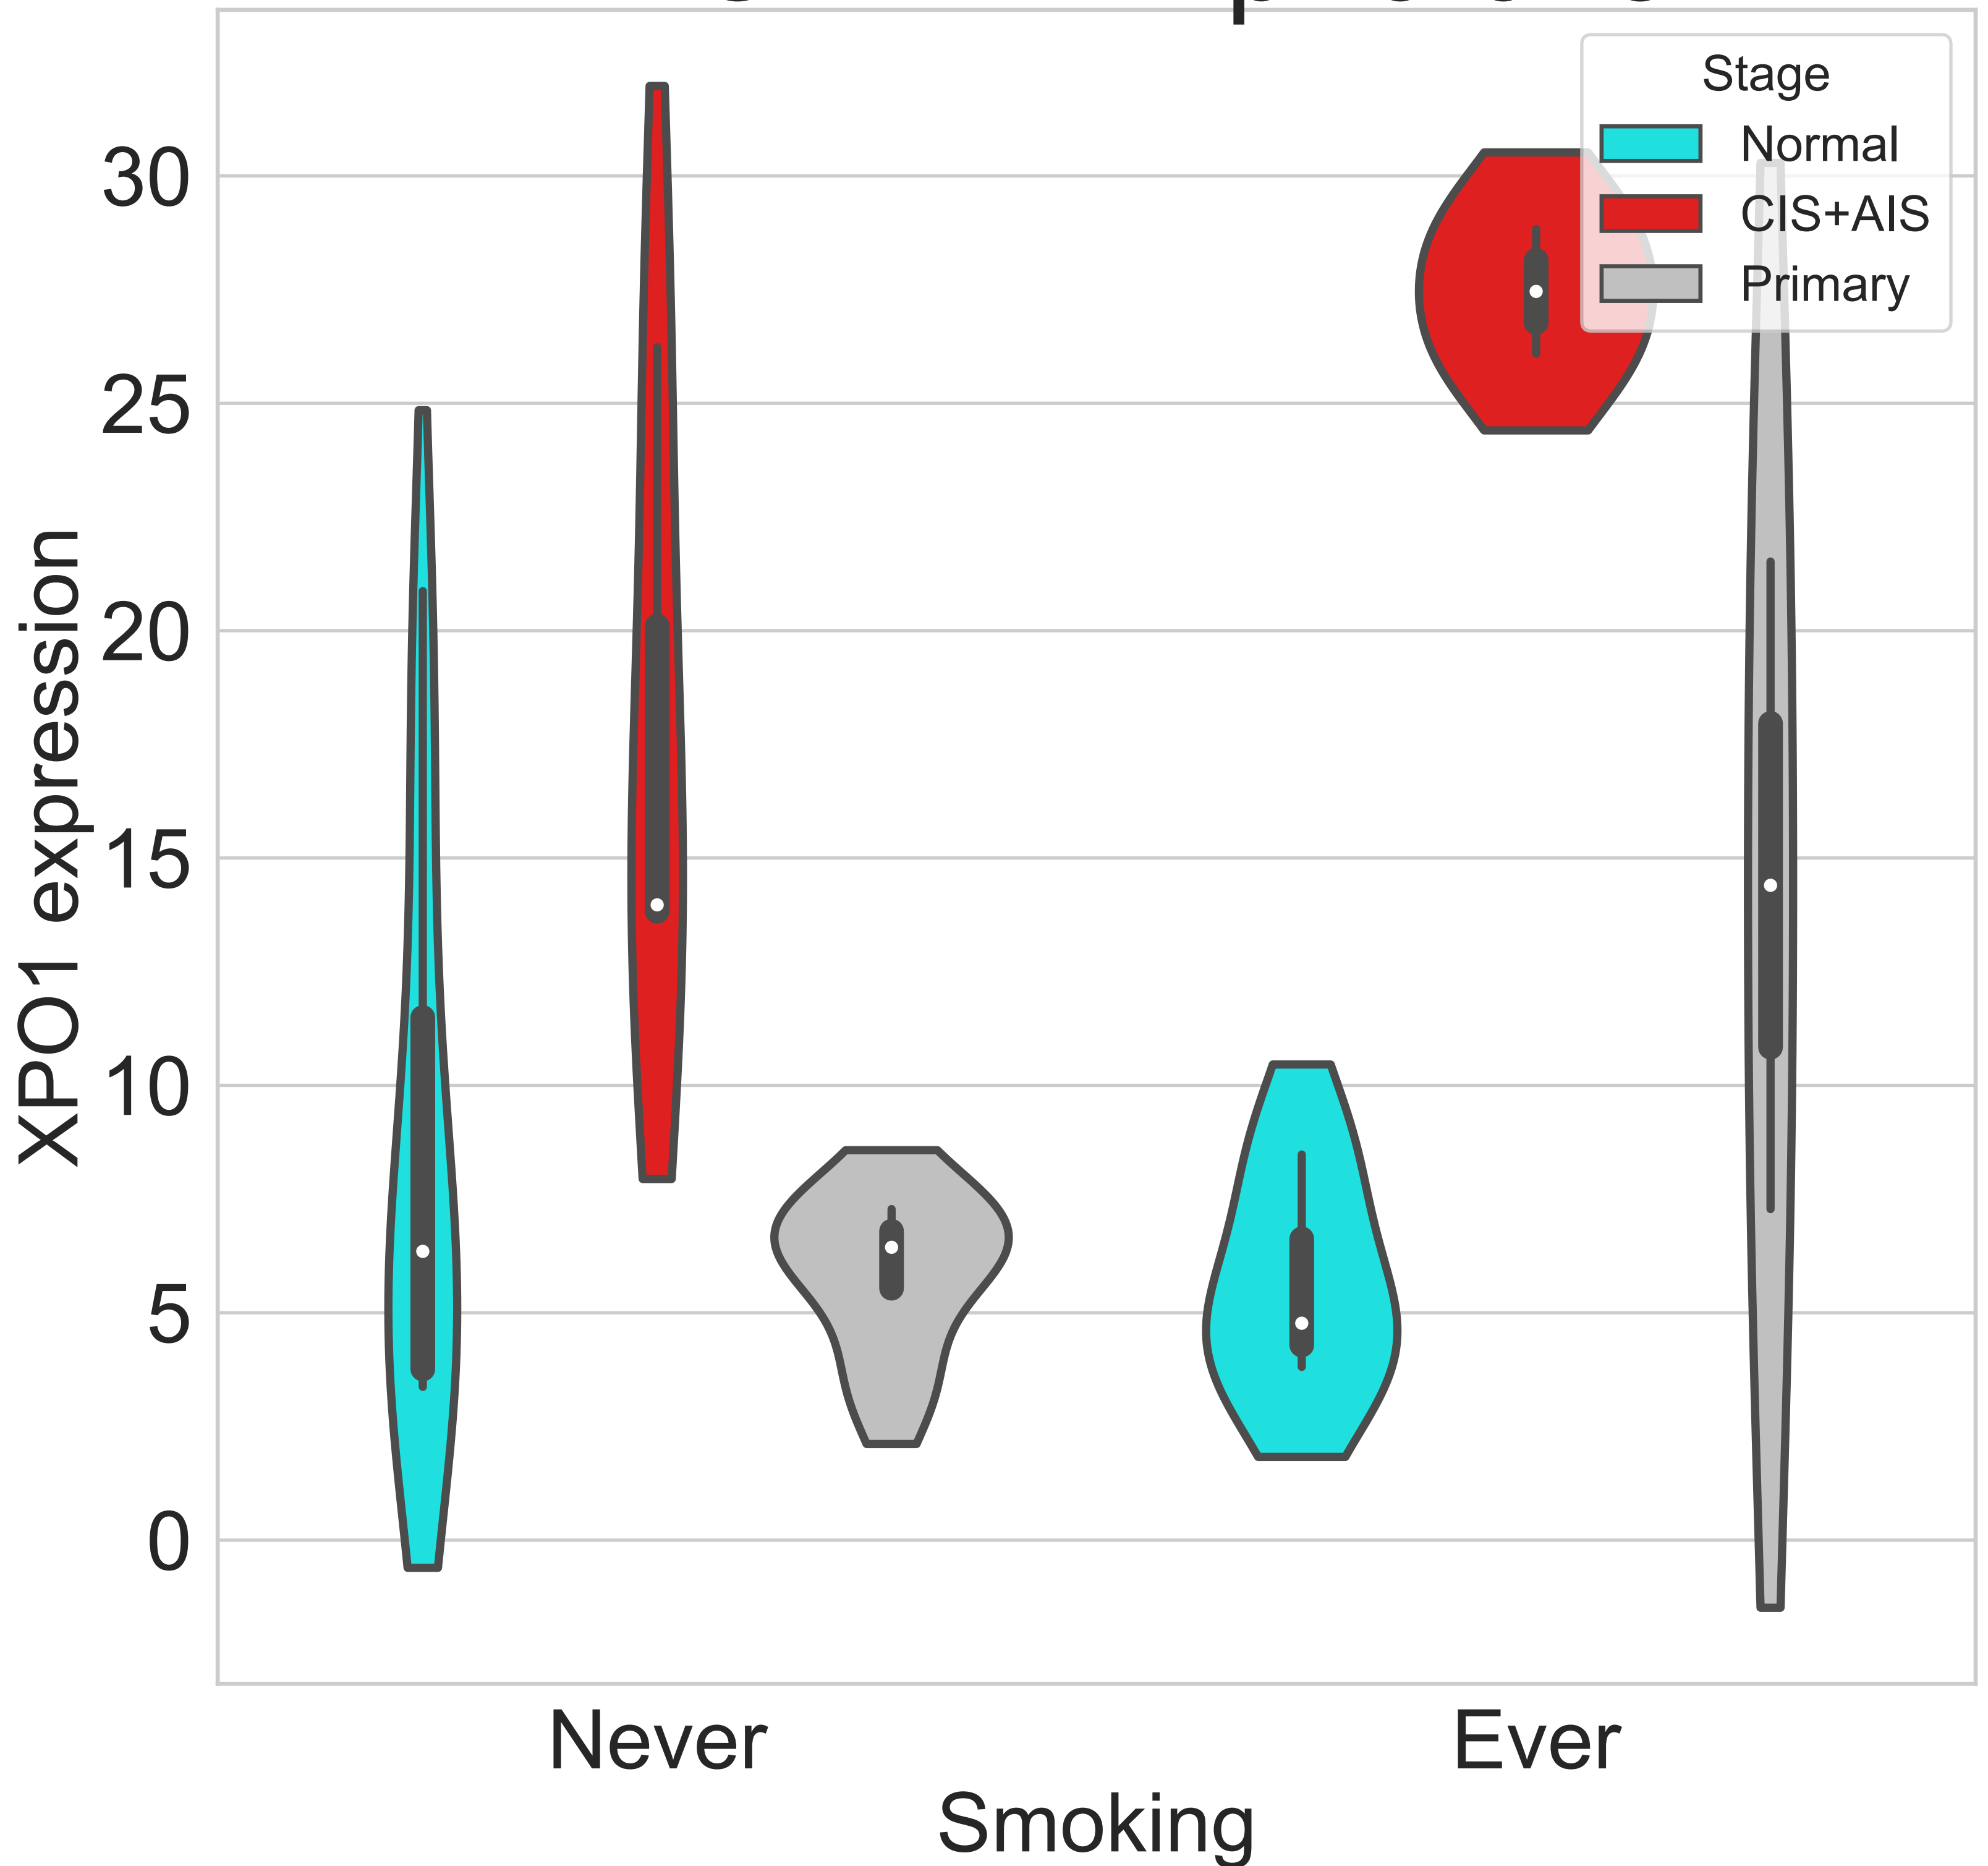 Stage
Normal
CIS+AIS
Primary
30
25
20
15
10
5
0
XPO1 expression
Never
Ever
Smoking